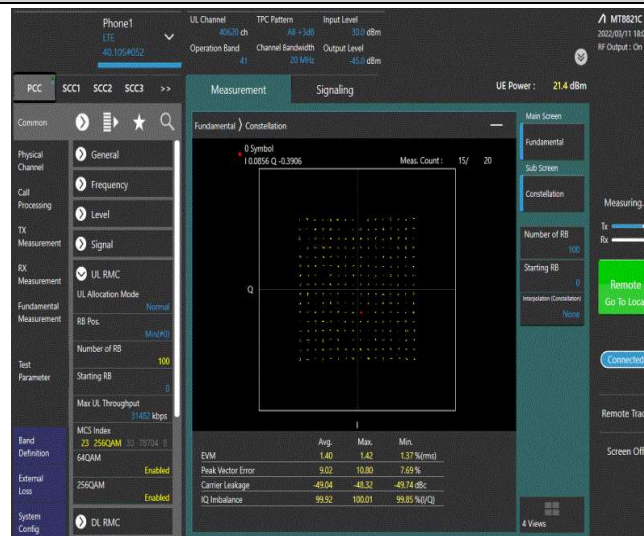 Phone1
LTE
40.105#052
UL Channel TPC Pattern Input Level
40620 ch All +3dB 30.0 dBm
Operation Band Channel Bandwidth Output Level
41 20 MHz -45.0 dBm
MT8821C
2022/03/11 18:0
RF Output : On
PCC SCC1 SCC2 SCC3 >>
Measurement Signaling
UE Power : 21.4 dBm
Common
Physical Channel
Call Processing
TX Measurement
RX Measurement
Fundamental Measurement
Test Parameter
Band Definition
External Loss
System Config
General
Frequency
Level
Signal
UL RMC
UL Allocation Mode
Normal
RB Pos.
Min(#0)
Number of RB
100
Starting RB
0
Max UL Throughput
31482 kbps
MCS Index
23 256QAM 30 78704 8
64QAM
Enabled
256QAM
Enabled
DL RMC
Fundamental 〉 Constellation
0 Symbol
I 0.0856 Q -0.3906 Meas. Count : 15/ 20
Q
I
Avg. Max. Min.
EVM 1.40 1.42 1.37 %(rms)
Peak Vector Error 9.02 10.80 7.69 %
Carrier Leakage -49.04 -48.32 -49.74 dBc
IQ Imbalance 99.92 100.01 99.85 %(I/Q)
Main Screen
Fundamental
Sub Screen
Constellation
Number of RB
100
Starting RB
0
Interpolation (Constellation)
None
4 Views
Measuring.
Tx
Rx
Remote
Go To Loca
Connected
Remote Trac
Screen Off